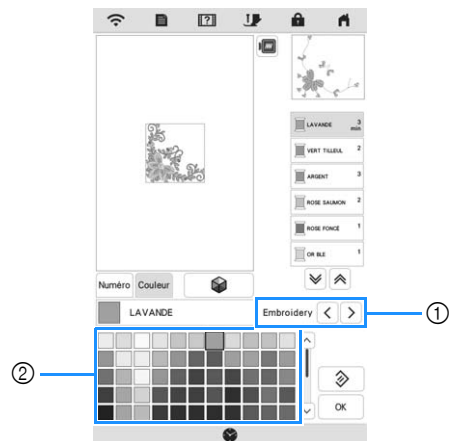 ?
LAVANDE 3
min
VERT TILLEUL 2
ARGENT 3
ROSE SAUMON 2
ROSE FONCÉ 1
OR BLE 1
Numéro Couleur
LAVANDE Embroidery < >
①
②
OK